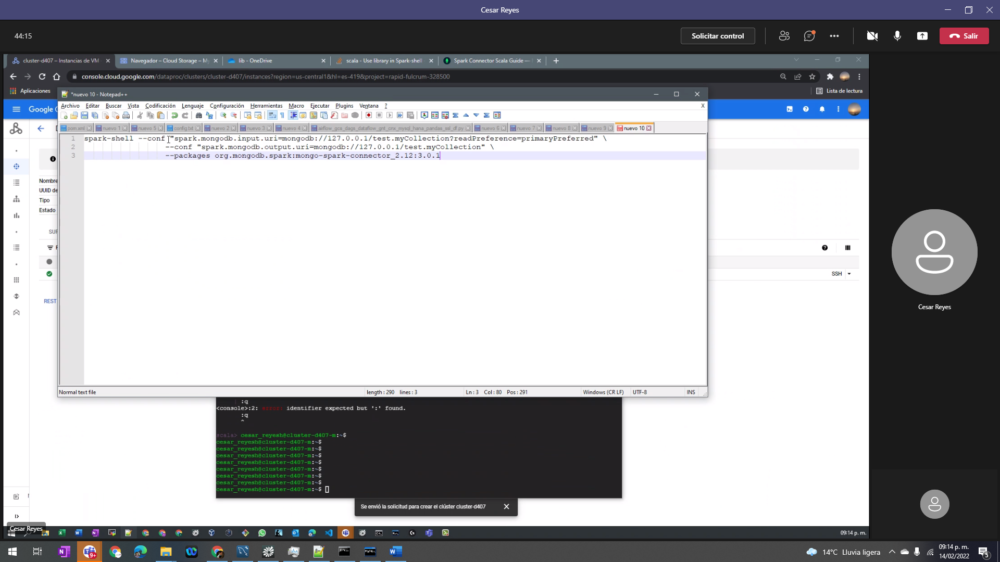 Cesar Reyes
44:15
Solicitar control
Salir
cluster-d407 – Instancias de VM
Navegador – Cloud Storage – My
lib - OneDrive
scala - Use library in Spark-shell
Spark Connector Scala Guide —
console.cloud.google.com/dataproc/clusters/cluster-d407/instances?region=us-central1&hl=es-419&project=rapid-fulcrum-328500
Aplicaciones
Lista de lectura
*nuevo 10 - Notepad++
Archivo Editar Buscar Vista Codificación Lenguaje Configuración Herramientas Macro Ejecutar Plugins Ventana ?
X
Google
pom.xml nuevo 1 nuevo 5 config.txt nuevo 2 nuevo 3 nuevo 4 airflow_gcs_dags_dataflow_gnt_cnx_mysql_hana_pandas_ssl_df.py nuevo 6 nuevo 7 nuevo 8 nuevo 9 nuevo 10
1 spark-shell --conf "spark.mongodb.input.uri=mongodb://127.0.0.1/test.myCollection?readPreference=primaryPreferred" \
2 --conf "spark.mongodb.output.uri=mongodb://127.0.0.1/test.myCollection" \
3 --packages org.mongodb.spark:mongo-spark-connector_2.12:3.0.1
Nombre
UUID de
Tipo
Estado
SUP
F
SSH
REST
Normal text file
length : 290 lines : 3
Ln : 3 Col : 80 Pos : 291
Windows (CR LF)
UTF-8
INS
:q
<console>:2: error: identifier expected but ':' found.
:q
^
scala> cesar_reyesh@cluster-d407-m:~$
cesar_reyesh@cluster-d407-m:~$
cesar_reyesh@cluster-d407-m:~$
cesar_reyesh@cluster-d407-m:~$
cesar_reyesh@cluster-d407-m:~$
cesar_reyesh@cluster-d407-m:~$
cesar_reyesh@cluster-d407-m:~$
cesar_reyesh@cluster-d407-m:~$
cesar_reyesh@cluster-d407-m:~$
Se envió la solicitud para crear el clúster cluster-d407
Cesar Reyes
Cesar Reyes
09:14 p. m.
9+
14°C Lluvia ligera
09:14 p. m.
14/02/2022
5